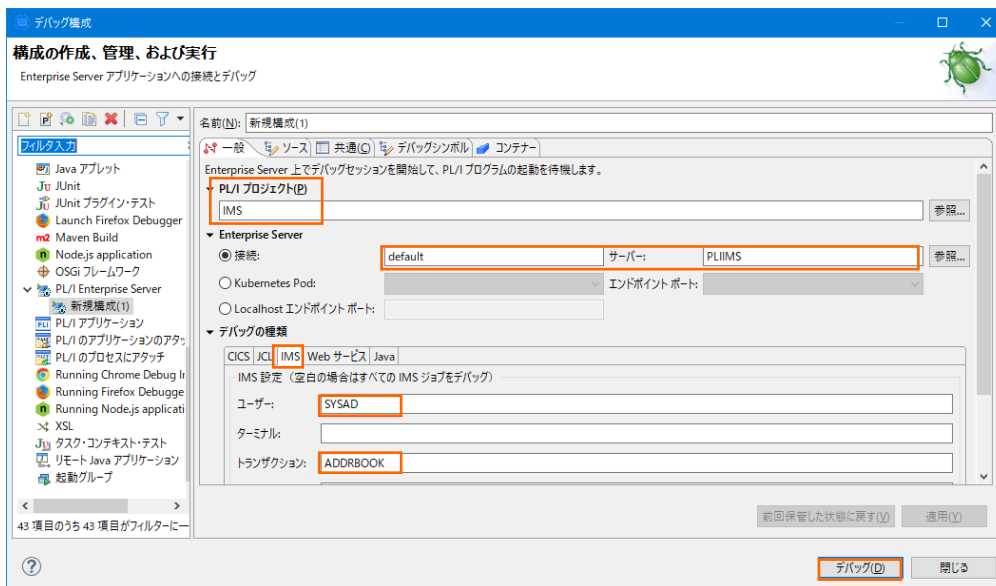 デバッグ構成
構成の作成、管理、および実行
Enterprise Server アプリケーションへの接続とデバッグ
フィルタ入力
Java アプレット
JUnit
JUnit プラグイン・テスト
Launch Firefox Debugger
Maven Build
Node.js application
OSGi フレームワーク
PL/I Enterprise Server
新規構成(1)
PL/I アプリケーション
PL/I のアプリケーションのアタッ
PL/I のプロセスにアタッチ
Running Chrome Debug Ir
Running Firefox Debugge
Running Node.js applicati
XSL
タスク・コンテキスト・テスト
リモート Java アプリケーション
起動グループ
43 項目のうち 43 項目がフィルターに一
名前(N): 新規構成(1)
一般 ソース 共通(C) デバッグシンボル コンテナー
Enterprise Server 上でデバッグセッションを開始して、PL/I プログラムの起動を待機します。
PL/I プロジェクト(P)
IMS 参照...
Enterprise Server
接続: default サーバー: PLIIMS 参照...
Kubernetes Pod: エンドポイント ポート:
Localhost エンドポイント ポート:
デバッグの種類
CICS JCL IMS Web サービス Java
IMS 設定（空白の場合はすべての IMS ジョブをデバッグ）
ユーザー: SYSAD
ターミナル:
トランザクション: ADDRBOOK
前回保管した状態に戻す(V) 適用(Y)
デバッグ(D) 閉じる